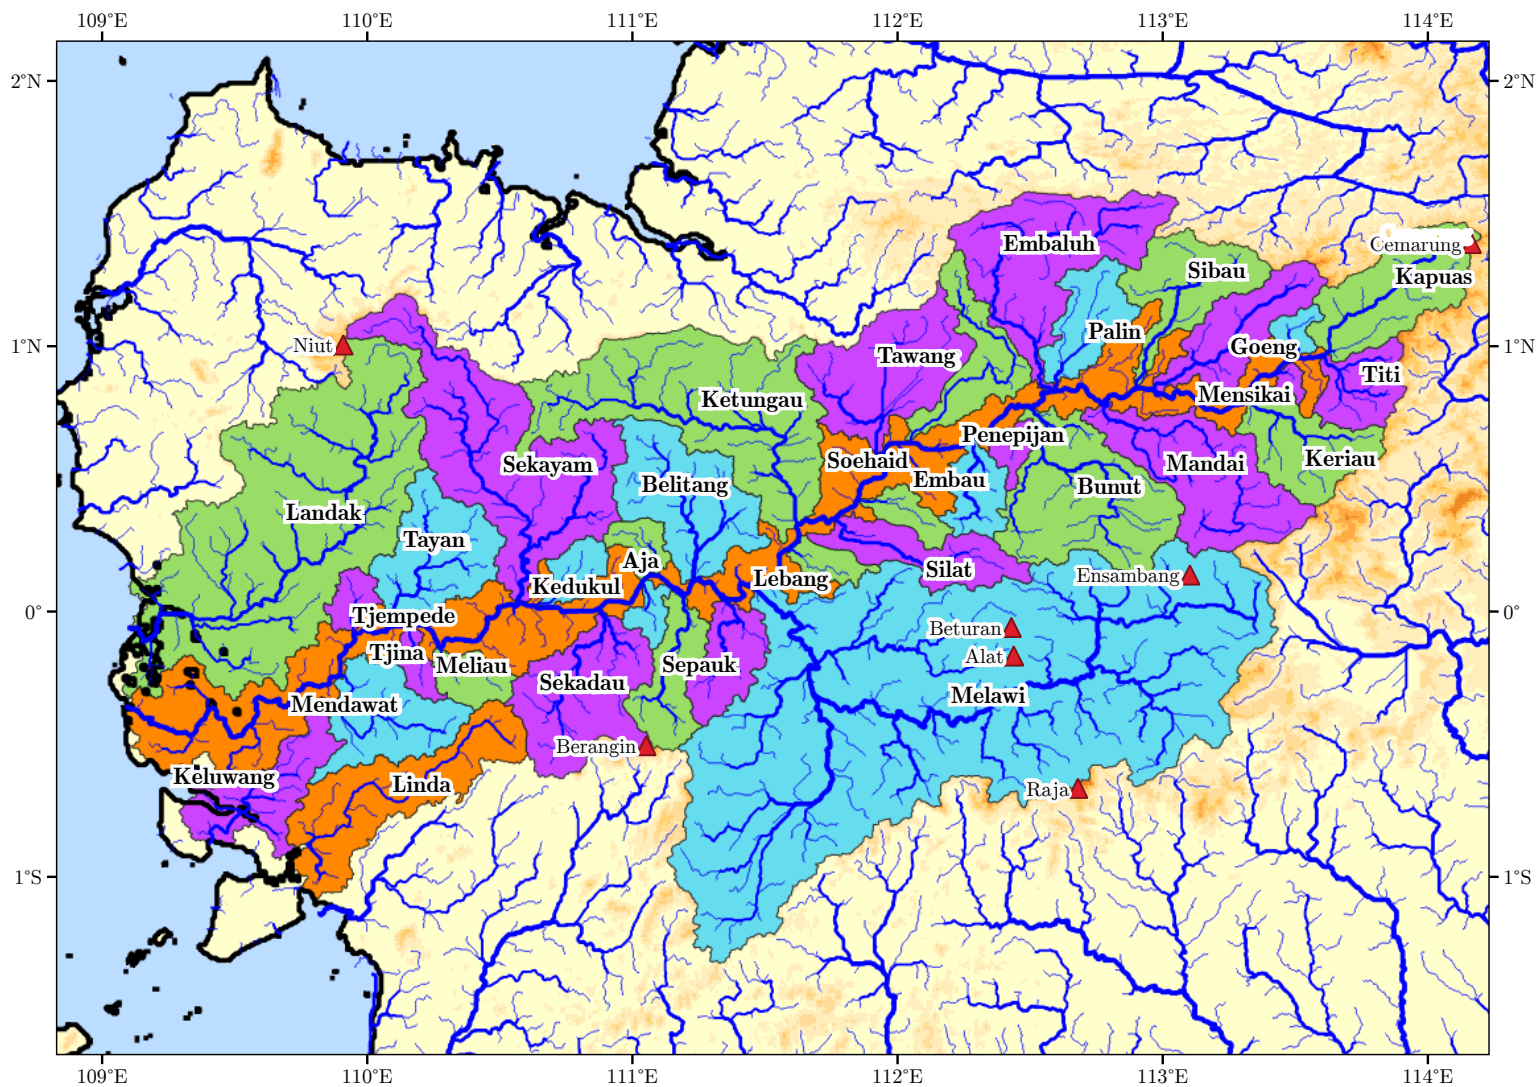 109°E 110°E 111°E 112°E 113°E 114°E
2°N 2°N
Embaluh
Cemarung
Sibau
Kapuas
Palin
Niut
1°N 1°N
Goeng
Tawang
Titi
Mensikai
Ketungau
Penepijan
Soehaid
Mandai
Keriau
Sekayam
Embau
Belitang
Bunut
Landak
Tayan
Aja
Silat
Ensambang
Lebang
Kedukul
0° 0°
Tjempede
Beturan
Tjina
Alat
Meliau
Sepauk
Sekadau
Melawi
Mendawat
Berangin
Keluwang
Linda
Raja
1°S 1°S
109°E 110°E 111°E 112°E 113°E 114°E